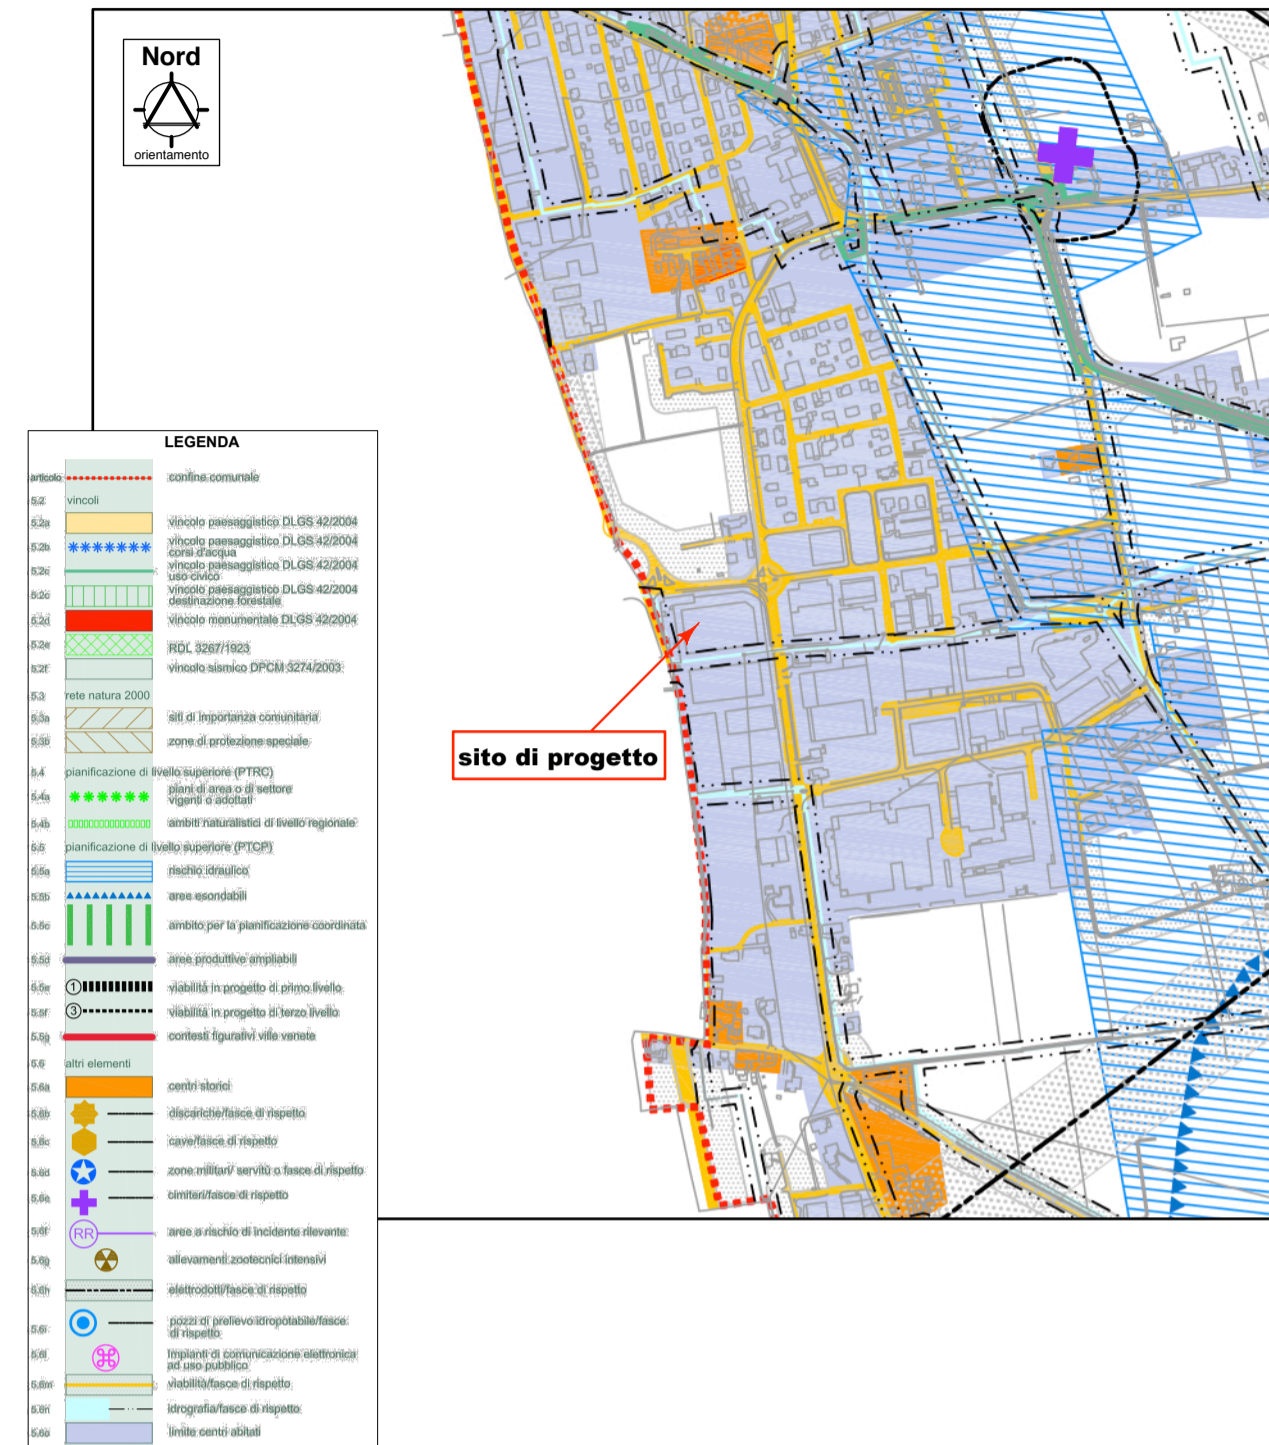 Nord
orientamento
LEGENDA
articolo confine comunale
5.2 vincoli
5.2a vincolo paesaggistico DLGS 42/2004
5.2b vincolo paesaggistico DLGS 42/2004
corsi d'acqua
5.2c vincolo paesaggistico DLGS 42/2004
uso civico
5.2c vincolo paesaggistico DLGS 42/2004
destinazione forestale
5.2d vincolo monumentale DLGS 42/2004
5.2e RDL 3267/1923
5.2f vincolo sismico DPCM 3274/2003
5.3 rete natura 2000
5.3a siti di importanza comunitaria
5.3b zone di protezione speciale
5.4 pianificazione di livello superiore (PTRC)
5.4a piani di area o di settore
vigenti o adottati
5.4b ambiti naturalistici di livello regionale
5.5 pianificazione di livello superiore (PTCP)
5.5a rischio idraulico
5.5b aree esondabili
5.5c ambito per la pianificazione coordinata
5.5d aree produttive ampliabili
5.5e 1 viabilità in progetto di primo livello
5.5f 3 viabilità in progetto di terzo livello
5.5g contesti figurativi ville venete
5.6 altri elementi
5.6a centri storici
5.6b discariche/fasce di rispetto
5.6c cave/fasce di rispetto
5.6d zone militari/ servitù o fasce di rispetto
5.6e cimiteri/fasce di rispetto
5.6f RR aree a rischio di incidente rilevante
5.6g allevamenti zootecnici intensivi
5.6h elettrodotti/fasce di rispetto
5.6i pozzi di prelievo idropotabile/fasce
di rispetto
5.6l Impianti di comunicazione elettronica
ad uso pubblico
5.6m viabilità/fasce di rispetto
5.6n idrografia/fasce di rispetto
5.6o limite centri abitati
sito di progetto